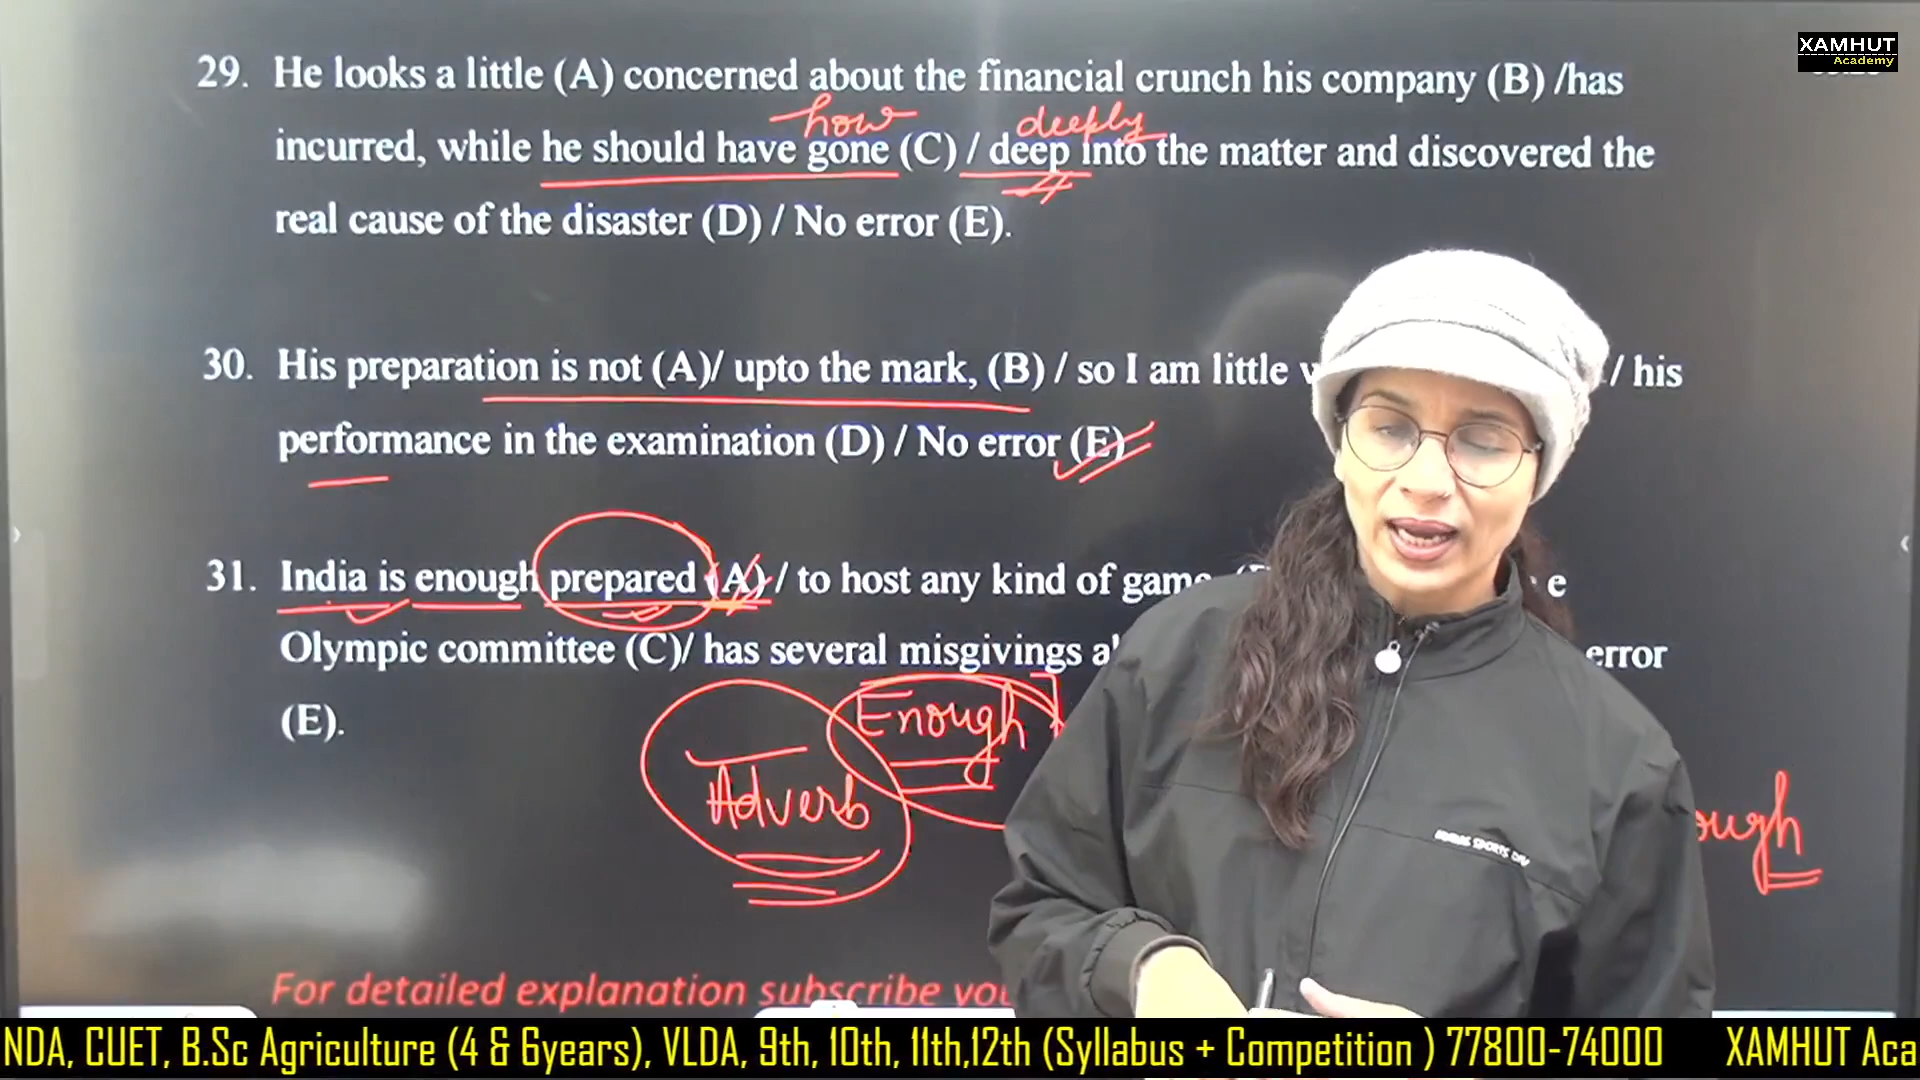 XAMHUT
Academy
29. He looks a little (A) concerned about the financial crunch his company (B) /has
how deeply
incurred, while he should have gone (C) / deep into the matter and discovered the
real cause of the disaster (D) / No error (E).
30. His preparation is not (A)/ upto the mark, (B) / so I am little / his
performance in the examination (D) / No error (E)
31. India is enough prepared (A) / to host any kind of game
Olympic committee (C)/ has several misgivings error
(E).
Enough
Adverb
ough
For detailed explanation subscribe
NDA, CUET, B.Sc Agriculture (4 & 6years), VLDA, 9th, 10th, 11th,12th (Syllabus + Competition ) 77800-74000 XAMHUT Aca